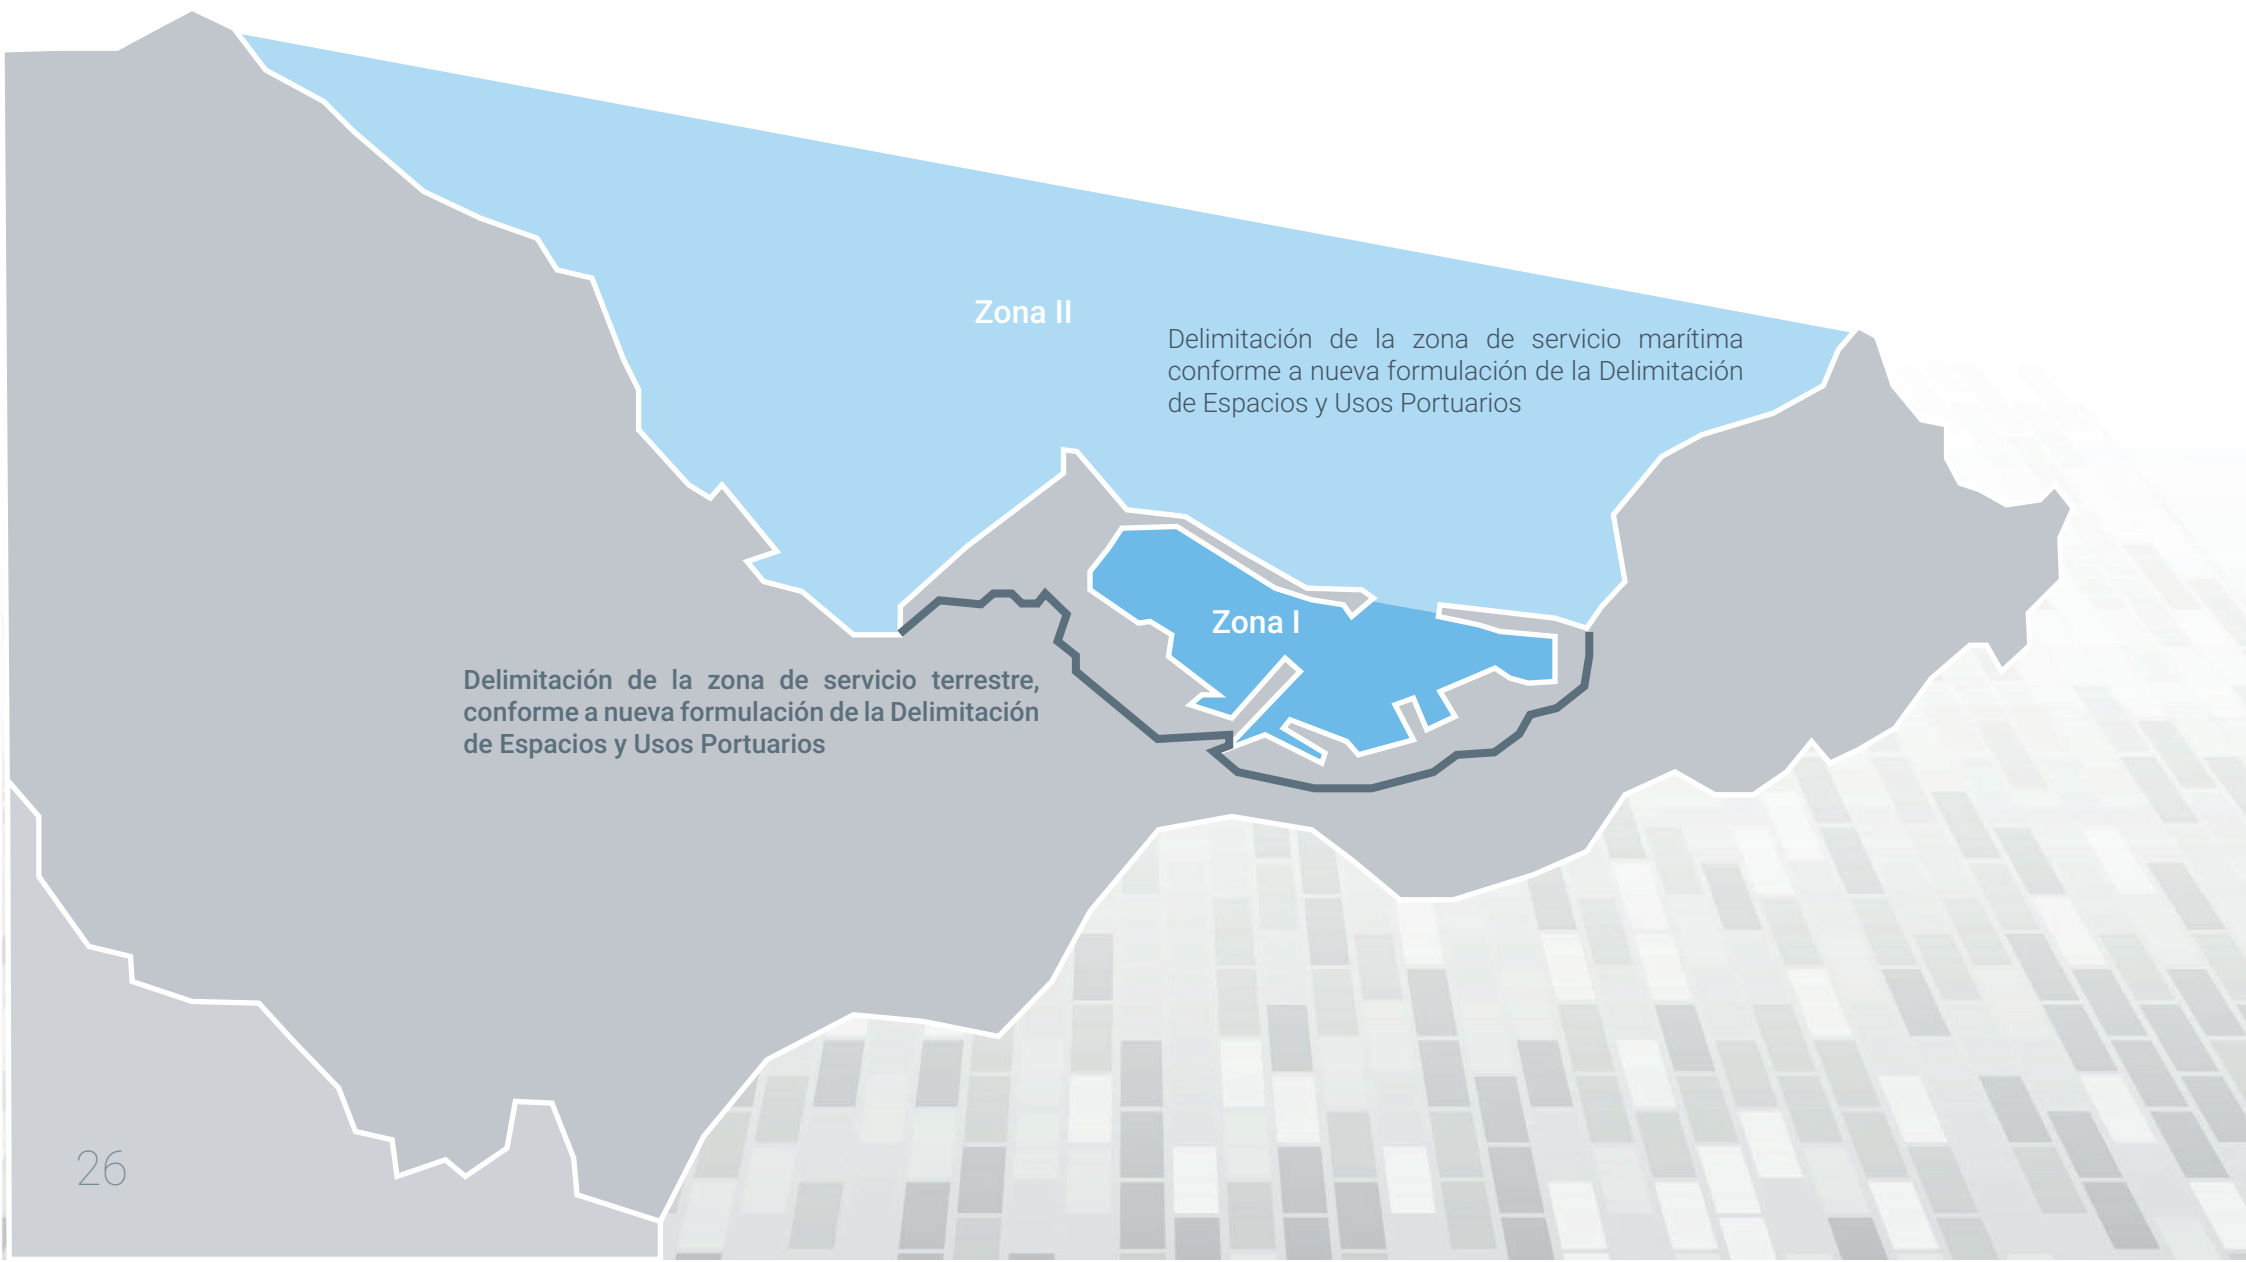 Zona II
Delimitación de la zona de servicio marítima
conforme a nueva formulación de la Delimitación
de Espacios y Usos Portuarios
Zona I
Delimitación de la zona de servicio terrestre,
conforme a nueva formulación de la Delimitación
de Espacios y Usos Portuarios
26